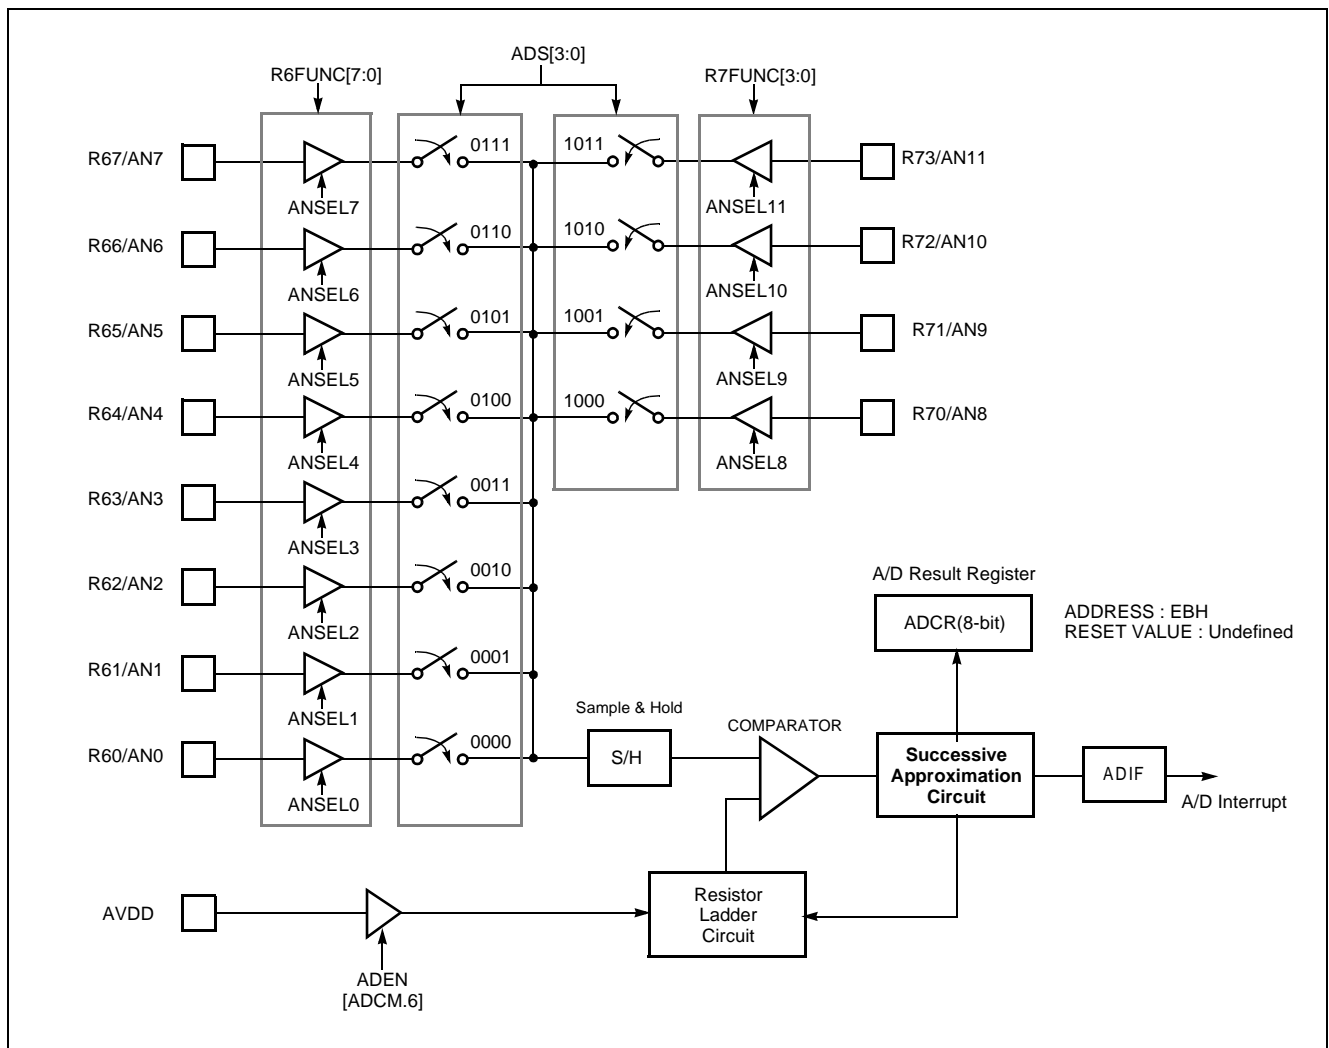 ADS[3:0]
R6FUNC[7:0]
R7FUNC[3:0]
R67/AN7
0111
1011
R73/AN11
ANSEL7
ANSEL11
R66/AN6
0110
1010
R72/AN10
ANSEL6
ANSEL10
R65/AN5
0101
1001
R71/AN9
ANSEL5
ANSEL9
R64/AN4
0100
1000
R70/AN8
ANSEL4
ANSEL8
R63/AN3
0011
ANSEL3
R62/AN2
0010
ANSEL2
A/D Result Register
ADCR(8-bit)
ADDRESS : EBH
RESET VALUE : Undefined
R61/AN1
0001
ANSEL1
R60/AN0
0000
ANSEL0
Sample & Hold
S/H
COMPARATOR
Successive
Approximation
Circuit
ADIF
A/D Interrupt
AVDD
Resistor
Ladder
Circuit
ADEN
[ADCM.6]